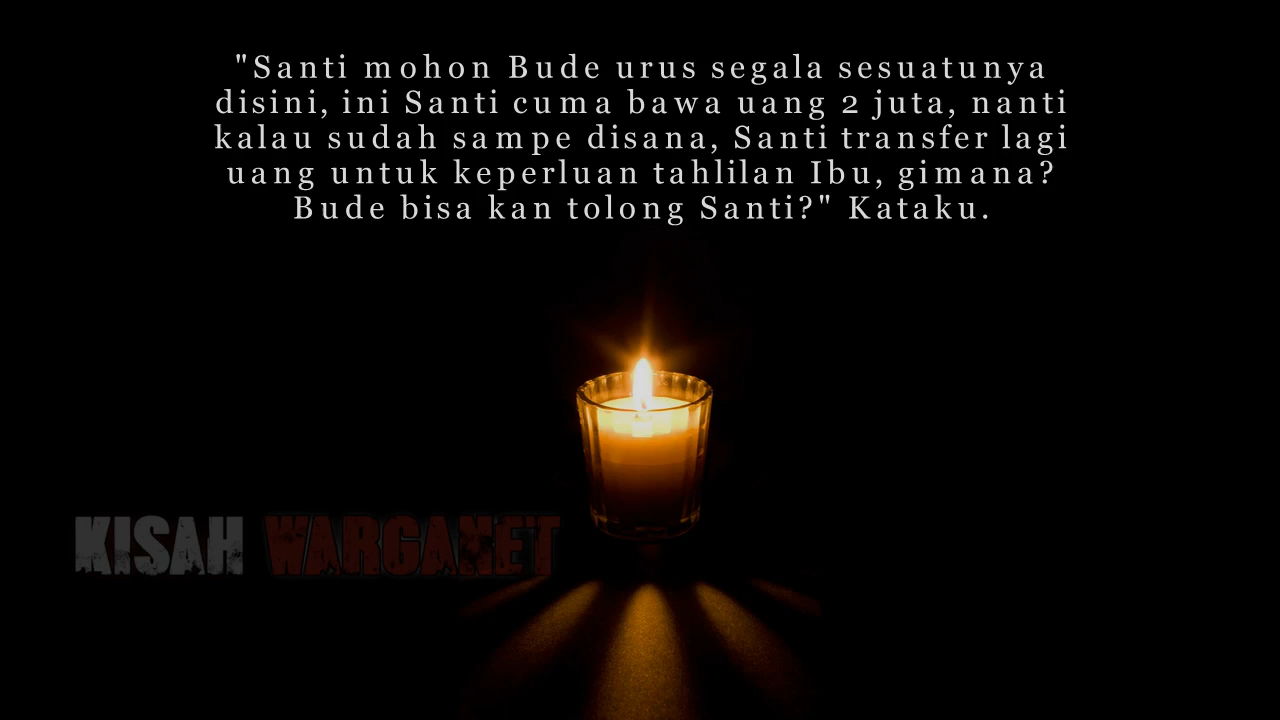 "Santi mohon Bude urus segala sesuatunya
disini, ini Santi cuma bawa uang 2 juta, nanti
kalau sudah sampe disana, Santi transfer lagi
uang untuk keperluan tahlilan Ibu, gimana?
Bude bisa kan tolong Santi?" Kataku.
KISAH WARGANET